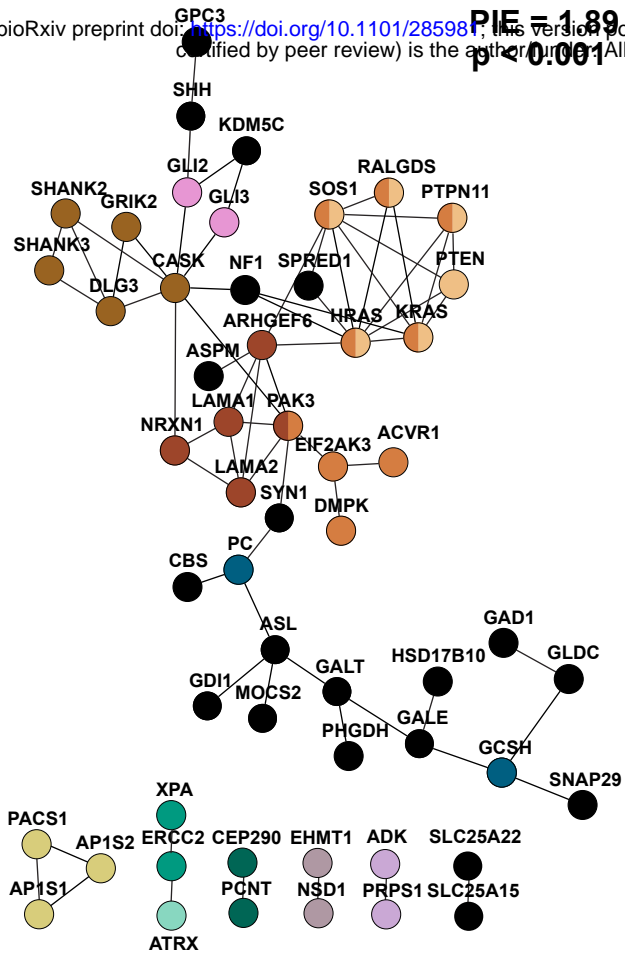 GPC3
PIE = 1.89
bioRxiv preprint doi: https://doi.org/10.1101/285981; this version
certified by peer review) is the author/funder. All
p < 0.001
SHH
KDM5C
GLI2
RALGDS
SHANK2
GRIK2
GLI3
SOS1
PTPN11
SHANK3
CASK
NF1
SPRED1
PTEN
DLG3
ARHGEF6
HRAS
KRAS
ASPM
LAMA1
PAK3
NRXN1
EIF2AK3
ACVR1
LAMA2
SYN1
DMPK
PC
CBS
ASL
GAD1
HSD17B10
GLDC
GDI1
MOCS2
GALT
PHGDH
GALE
GCSH
SNAP29
XPA
PACS1
AP1S2
ERCC2
CEP290
EHMT1
ADK
SLC25A22
AP1S1
PCNT
NSD1
PRPS1
SLC25A15
ATRX